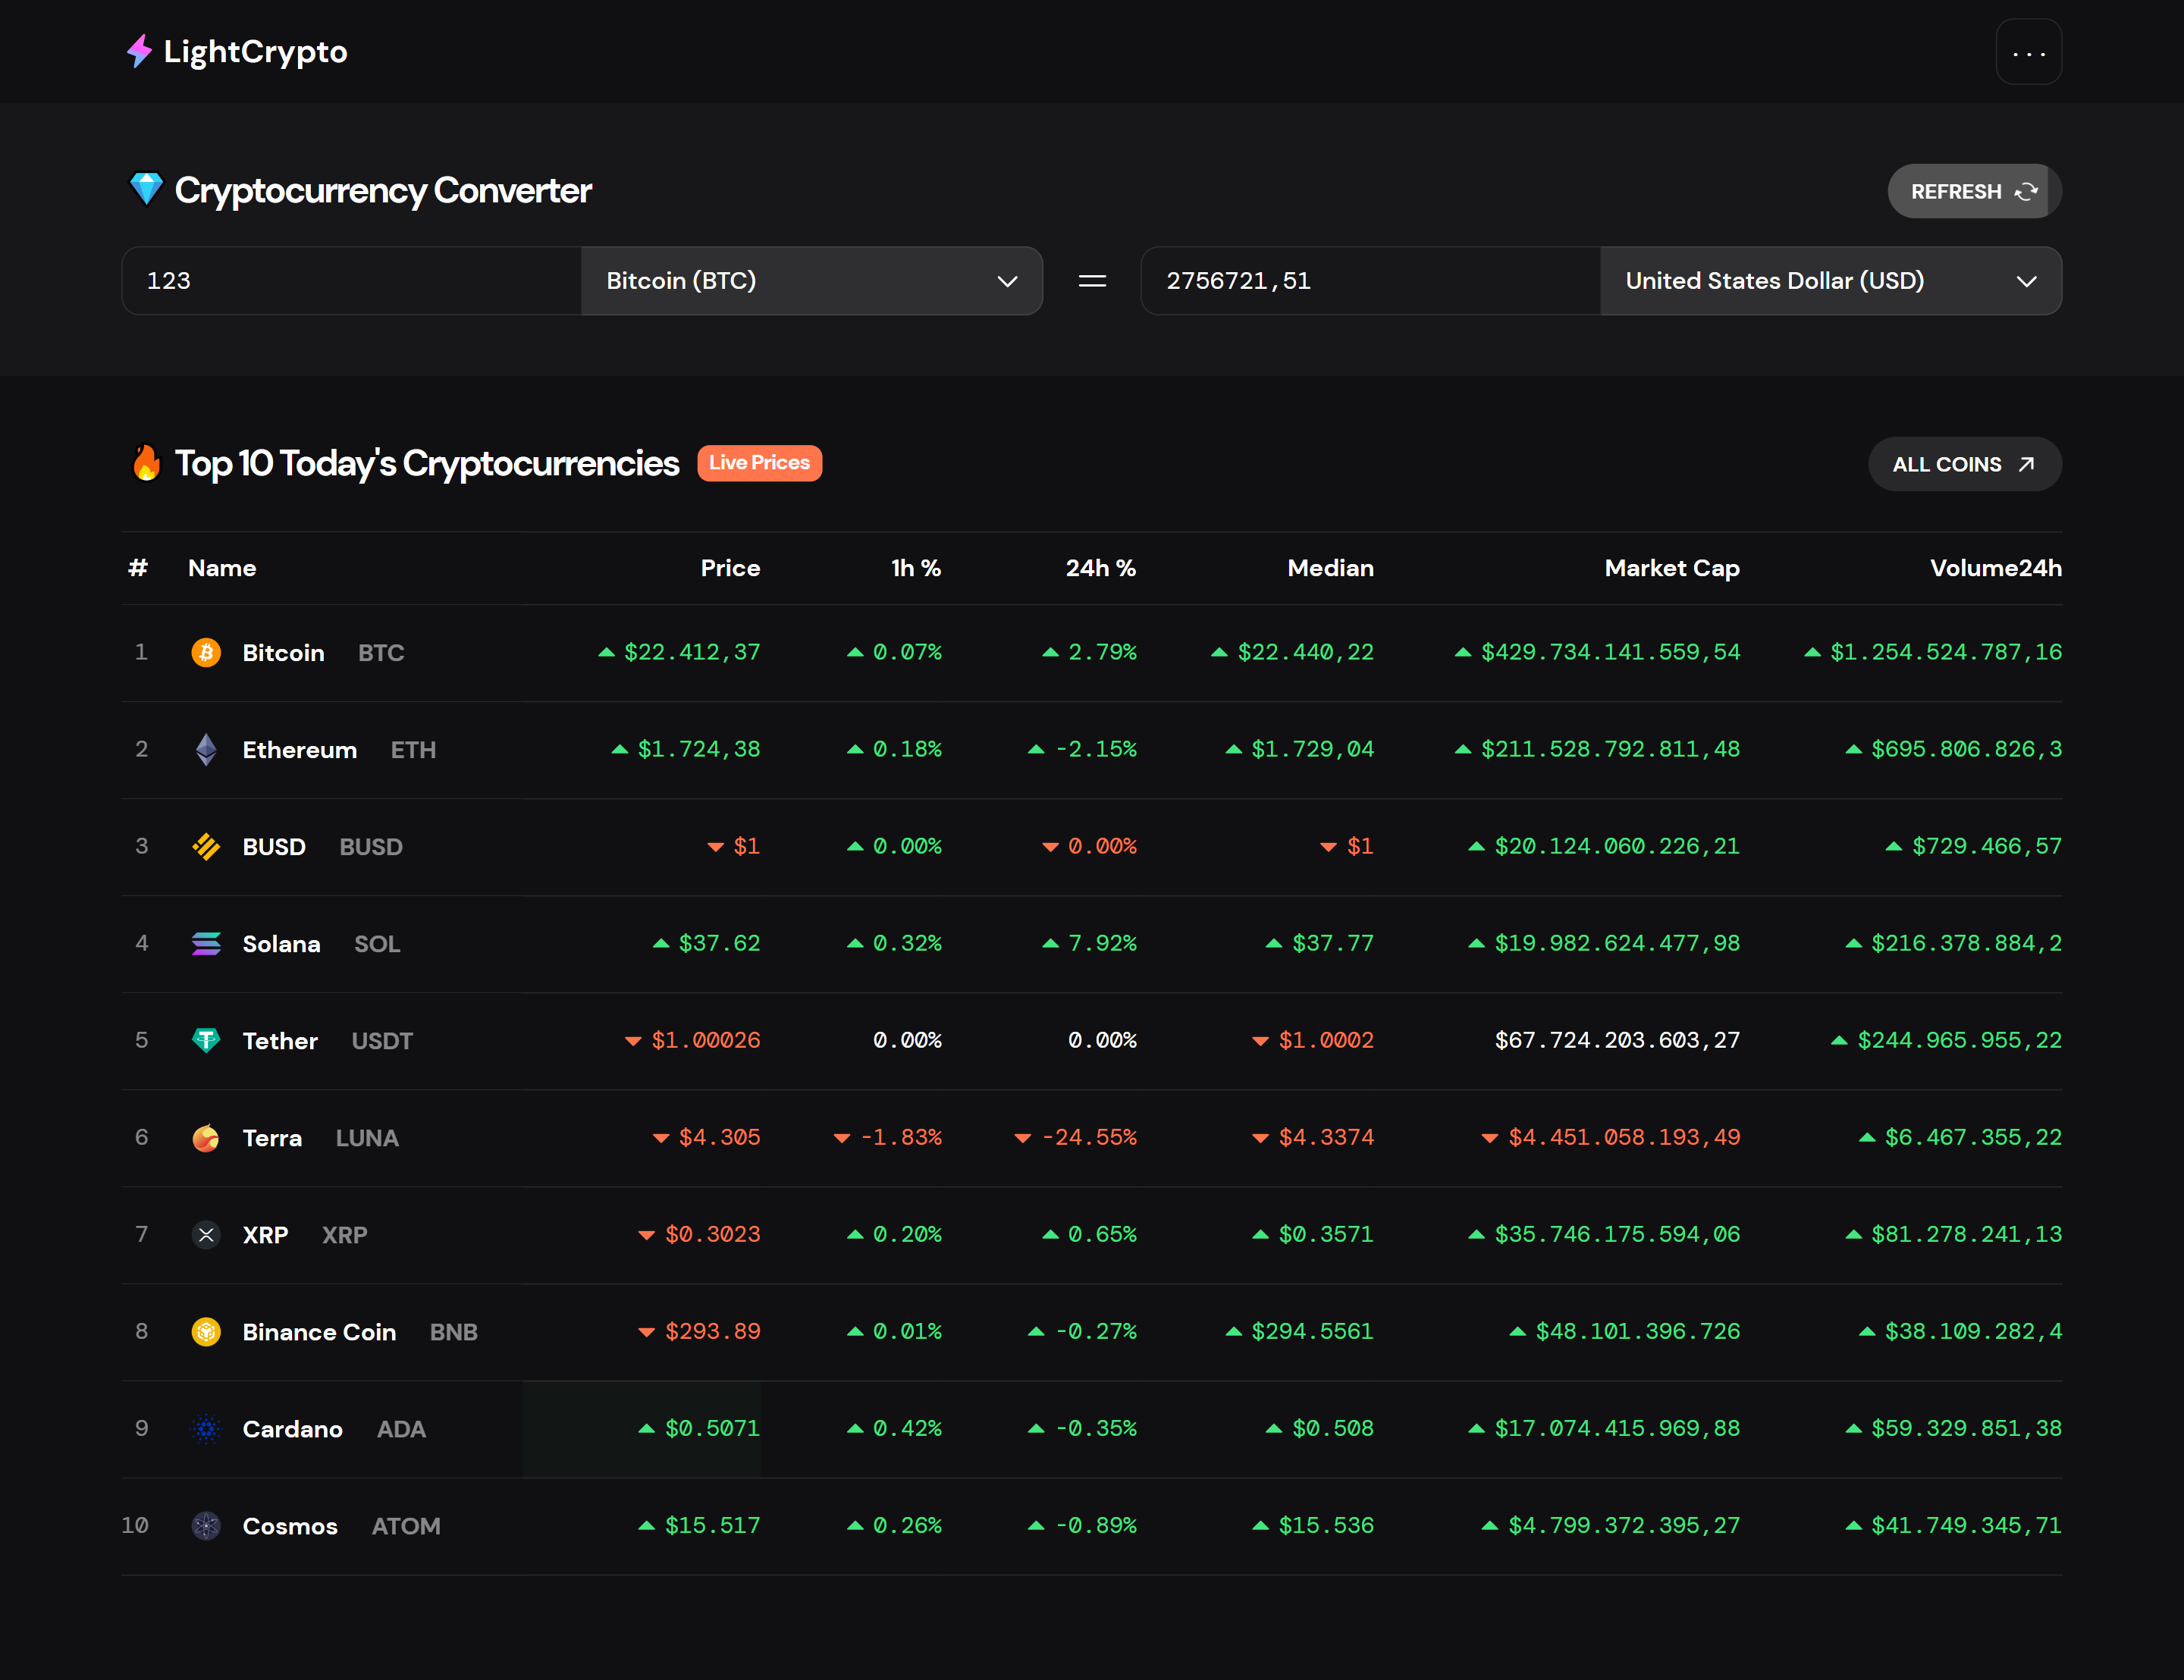 LightCrypto
...
Cryptocurrency Converter
REFRESH
123 Bitcoin (BTC) = 2756721,51 United States Dollar (USD)
Top 10 Today's Cryptocurrencies Live Prices
ALL COINS
# Name Price 1h % 24h % Median Market Cap Volume24h
1 Bitcoin BTC $22.412,37 0.07% 2.79% $22.440,22 $429.734.141.559,54 $1.254.524.787,16
2 Ethereum ETH $1.724,38 0.18% -2.15% $1.729,04 $211.528.792.811,48 $695.806.826,3
3 BUSD BUSD $1 0.00% 0.00% $1 $20.124.060.226,21 $729.466,57
4 Solana SOL $37.62 0.32% 7.92% $37.77 $19.982.624.477,98 $216.378.884,2
5 Tether USDT $1.00026 0.00% 0.00% $1.0002 $67.724.203.603,27 $244.965.955,22
6 Terra LUNA $4.305 -1.83% -24.55% $4.3374 $4.451.058.193,49 $6.467.355,22
7 XRP XRP $0.3023 0.20% 0.65% $0.3571 $35.746.175.594,06 $81.278.241,13
8 Binance Coin BNB $293.89 0.01% -0.27% $294.5561 $48.101.396.726 $38.109.282,4
9 Cardano ADA $0.5071 0.42% -0.35% $0.508 $17.074.415.969,88 $59.329.851,38
10 Cosmos ATOM $15.517 0.26% -0.89% $15.536 $4.799.372.395,27 $41.749.345,71